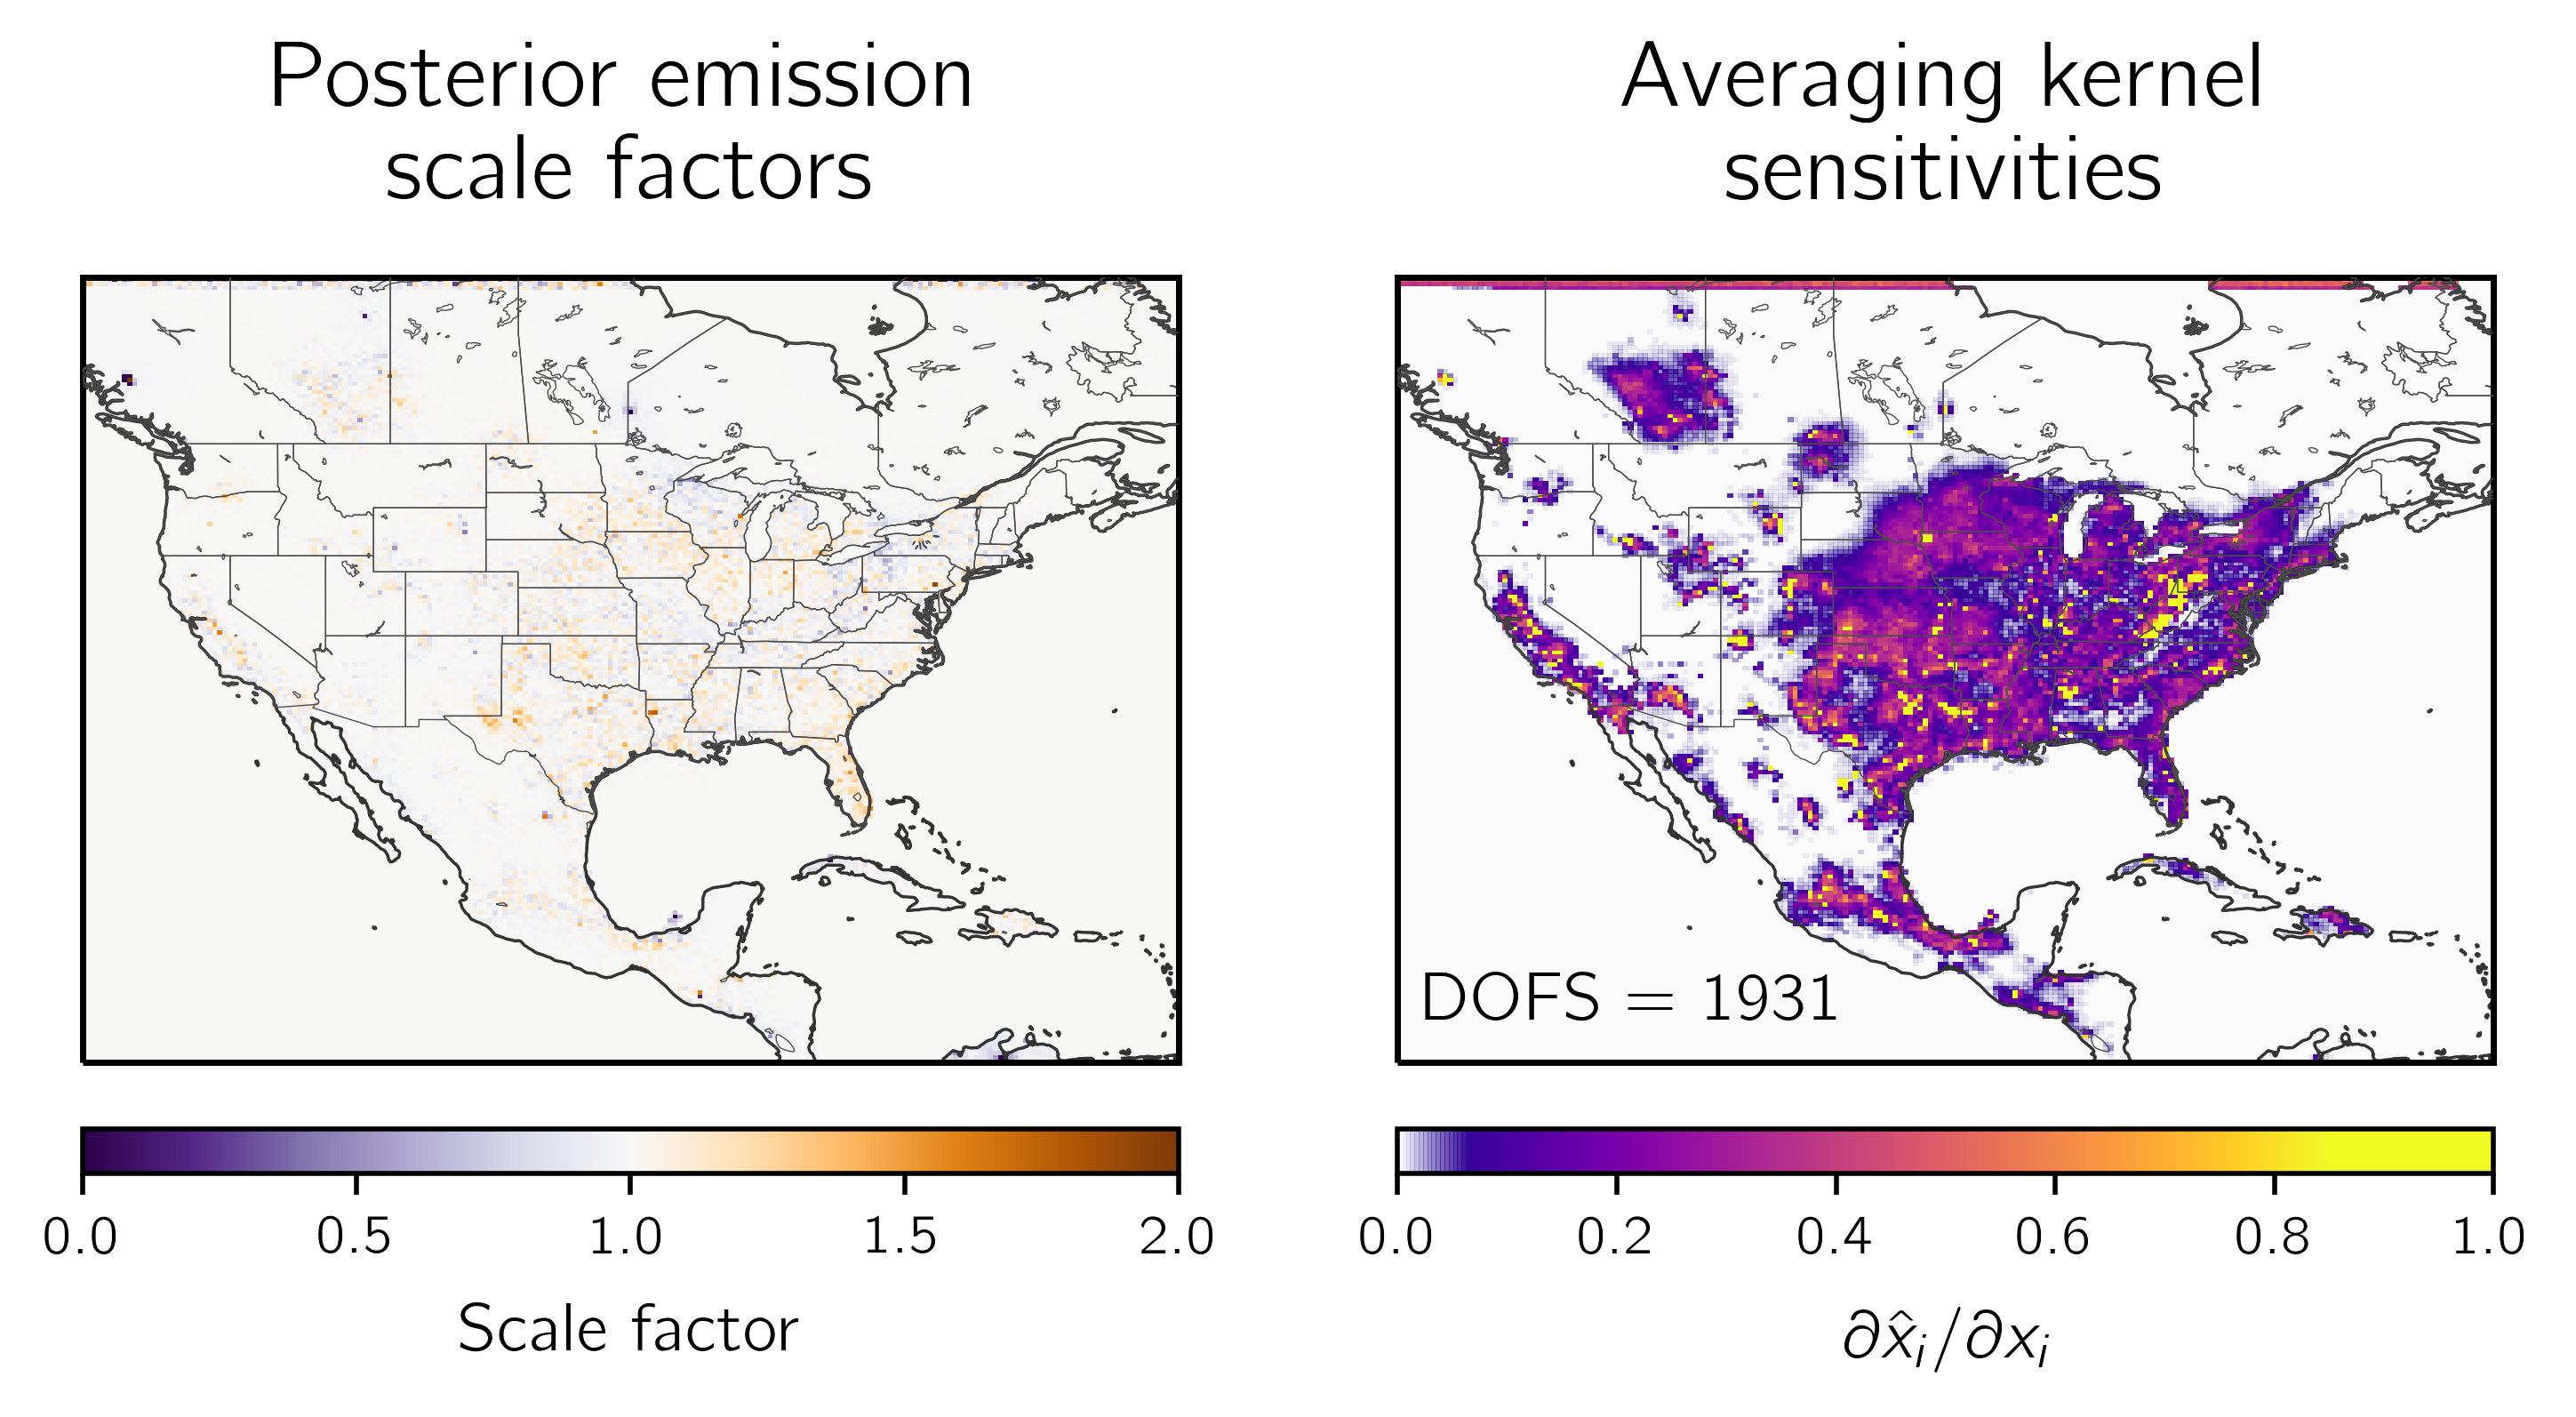 Posterior emission
scale factors
Averaging kernel
sensitivities
DOFS = 1931
0.0 0.5 1.0 1.5 2.0
Scale factor
0.0 0.2 0.4 0.6 0.8 1.0
∂x̂ᵢ/∂xᵢ